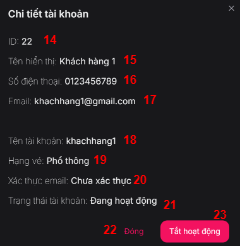 Chi tiết tài khoản
ID: 22 14
Tên hiển thị: Khách hàng 1 15
Số điện thoại: 0123456789 16
Email: khachhang1@gmail.com 17
Tên tài khoản: khachhang1 18
Hạng vé: Phổ thông 19
Xác thực email: Chưa xác thực 20
Trạng thái tài khoản: Đang hoạt động 21
22 Đóng Tắt hoạt động 23